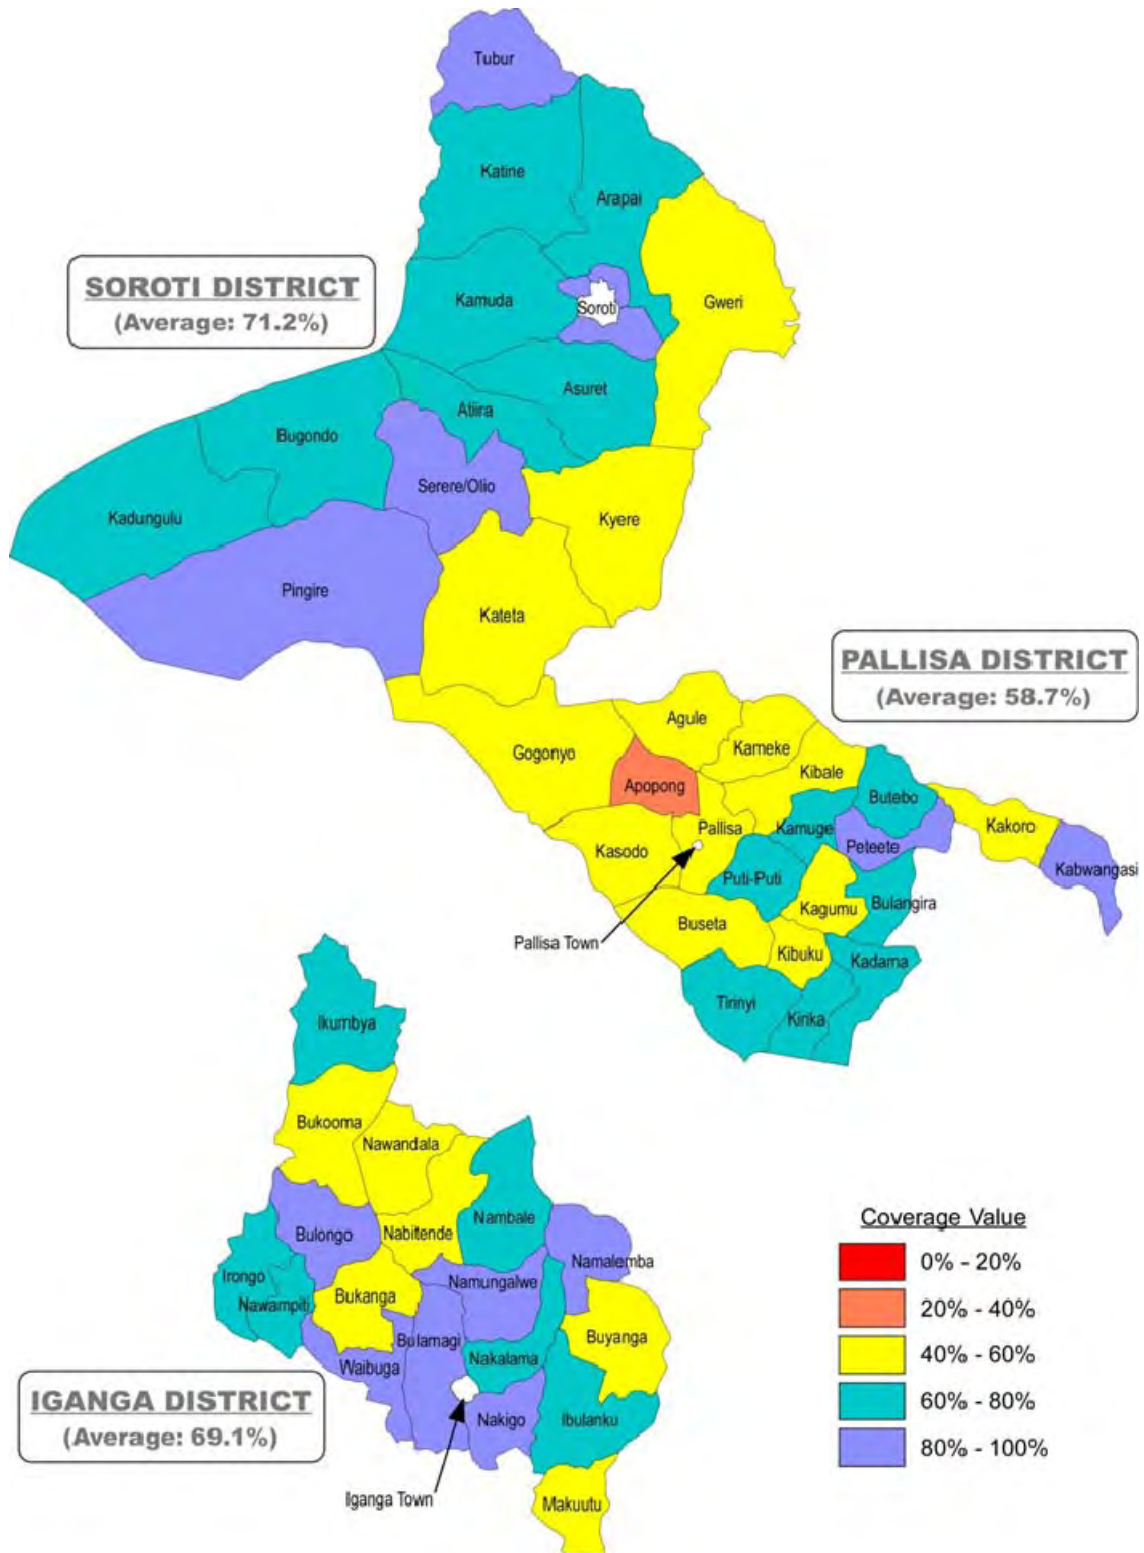 Tubur
Katine
Arapai
SOROTI DISTRICT
(Average: 71.2%)
Kamuda
Soroti
Gweri
Asuret
Atiira
Bugondo
Serere/Olio
Kadungulu
Kyere
Pingire
Kateta
PALLISA DISTRICT
(Average: 58.7%)
Agule
Kameke
Gogonyo
Kibale
Apopong
Butebo
Pallisa
Kamuge
Kakoro
Kasodo
Peteete
Kabwangasi
Puti-Puti
Kagumu
Bulangira
Buseta
Pallisa Town
Kibuku
Kadama
Tirinyi
Kirika
Ikumbya
Bukooma
Nawandala
Nambale
Bulongo
Nabitende
Namalemba
Irongo
Namungalwe
Nawampiti
Bukanga
Bulamagi
Buyanga
Waibuga
Nakalama
IGANGA DISTRICT
(Average: 69.1%)
Nakigo
Ibulanku
Iganga Town
Makuutu
Coverage Value
0% - 20%
20% - 40%
40% - 60%
60% - 80%
80% - 100%